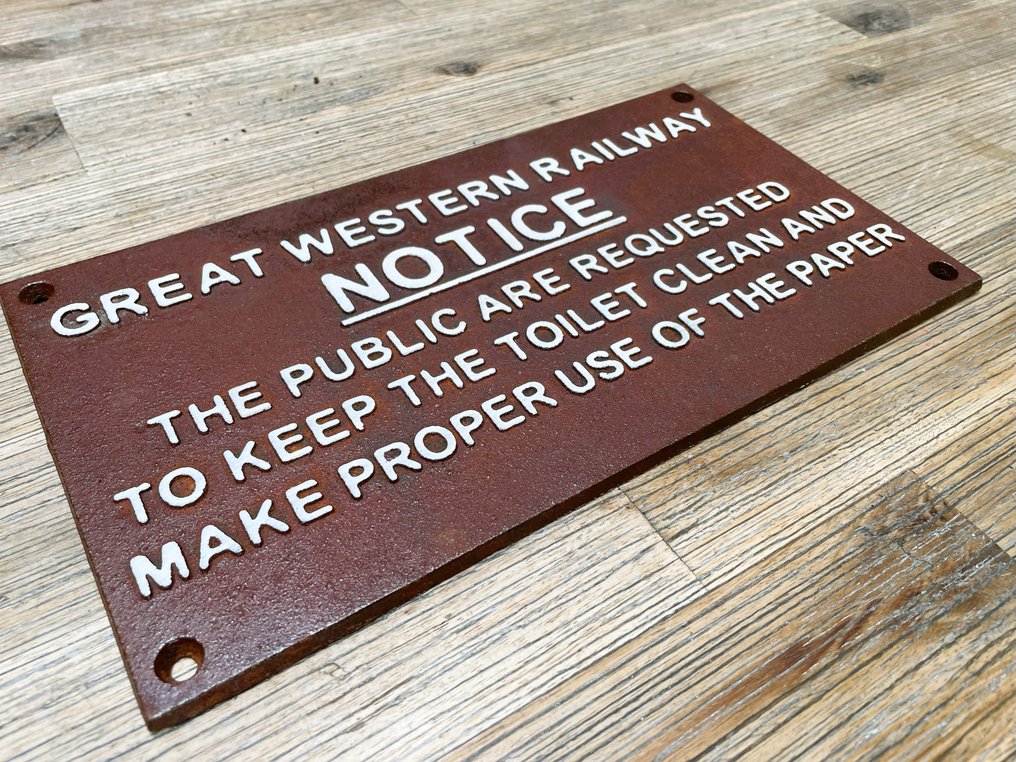 GREAT WESTERN RAILWAY
NOTICE
THE PUBLIC ARE REQUESTED
TO KEEP THE TOILET CLEAN AND
MAKE PROPER USE OF THE PAPER